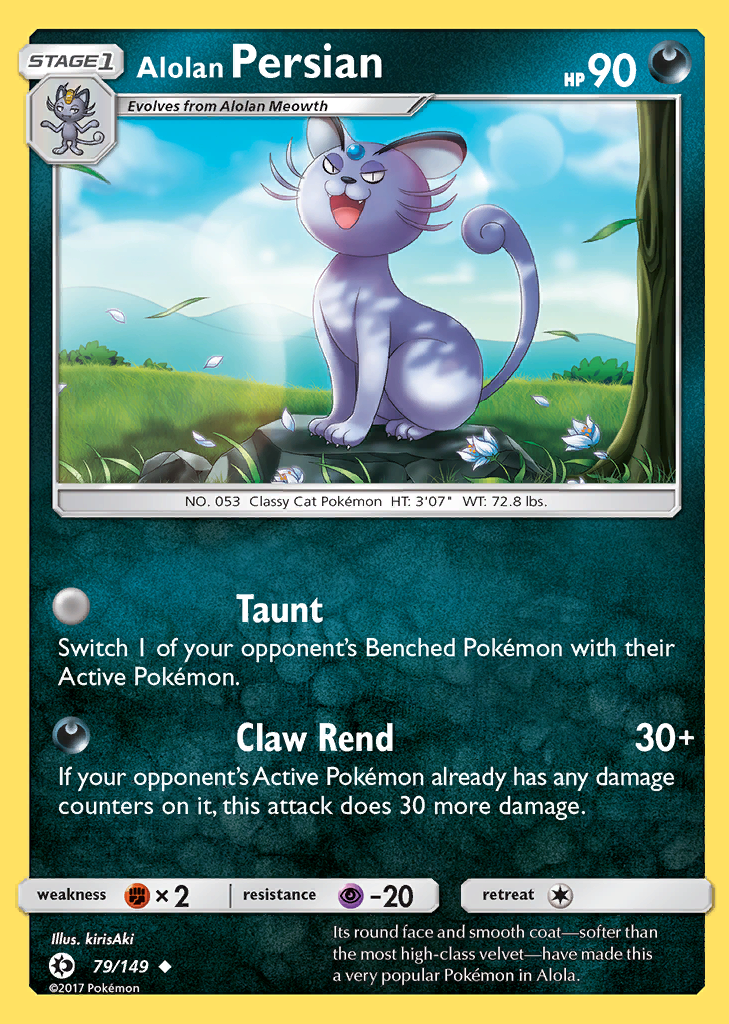 STAGE 1
Alolan Persian
HP 90
Evolves from Alolan Meowth
NO. 053 Classy Cat Pokémon HT: 3'07" WT: 72.8 lbs.
Taunt
Switch 1 of your opponent's Benched Pokémon with their
Active Pokémon.
Claw Rend 30+
If your opponent's Active Pokémon already has any damage
counters on it, this attack does 30 more damage.
weakness × 2 resistance -20 retreat
Illus. kirisAki
79/149
©2017 Pokémon
Its round face and smooth coat—softer than
the most high-class velvet—have made this
a very popular Pokémon in Alola.